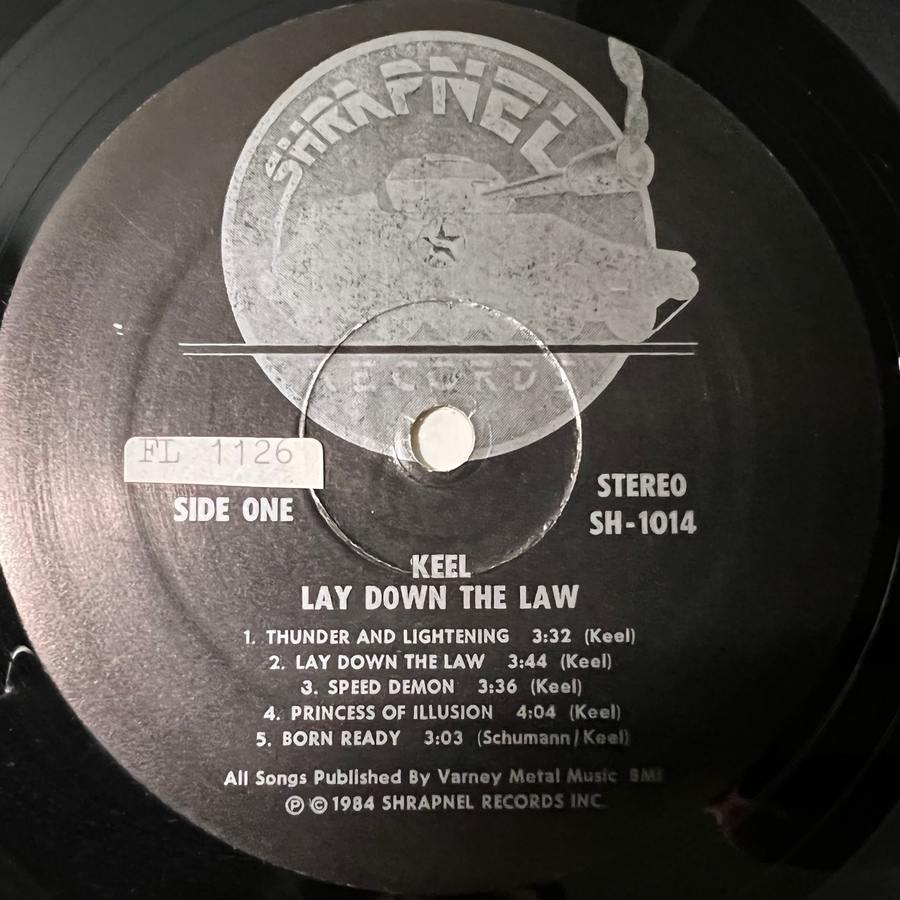 SHRAPNEL
RECORDS
FL 1126
SIDE ONE
STEREO
SH-1014
KEEL
LAY DOWN THE LAW
1. THUNDER AND LIGHTENING 3:32 (Keel)
2. LAY DOWN THE LAW 3:44 (Keel)
3. SPEED DEMON 3:36 (Keel)
4. PRINCESS OF ILLUSION 4:04 (Keel)
5. BORN READY 3:03 (Schumann/Keel)
All Songs Published By Varney Metal Music BMI
℗ © 1984 SHRAPNEL RECORDS INC.